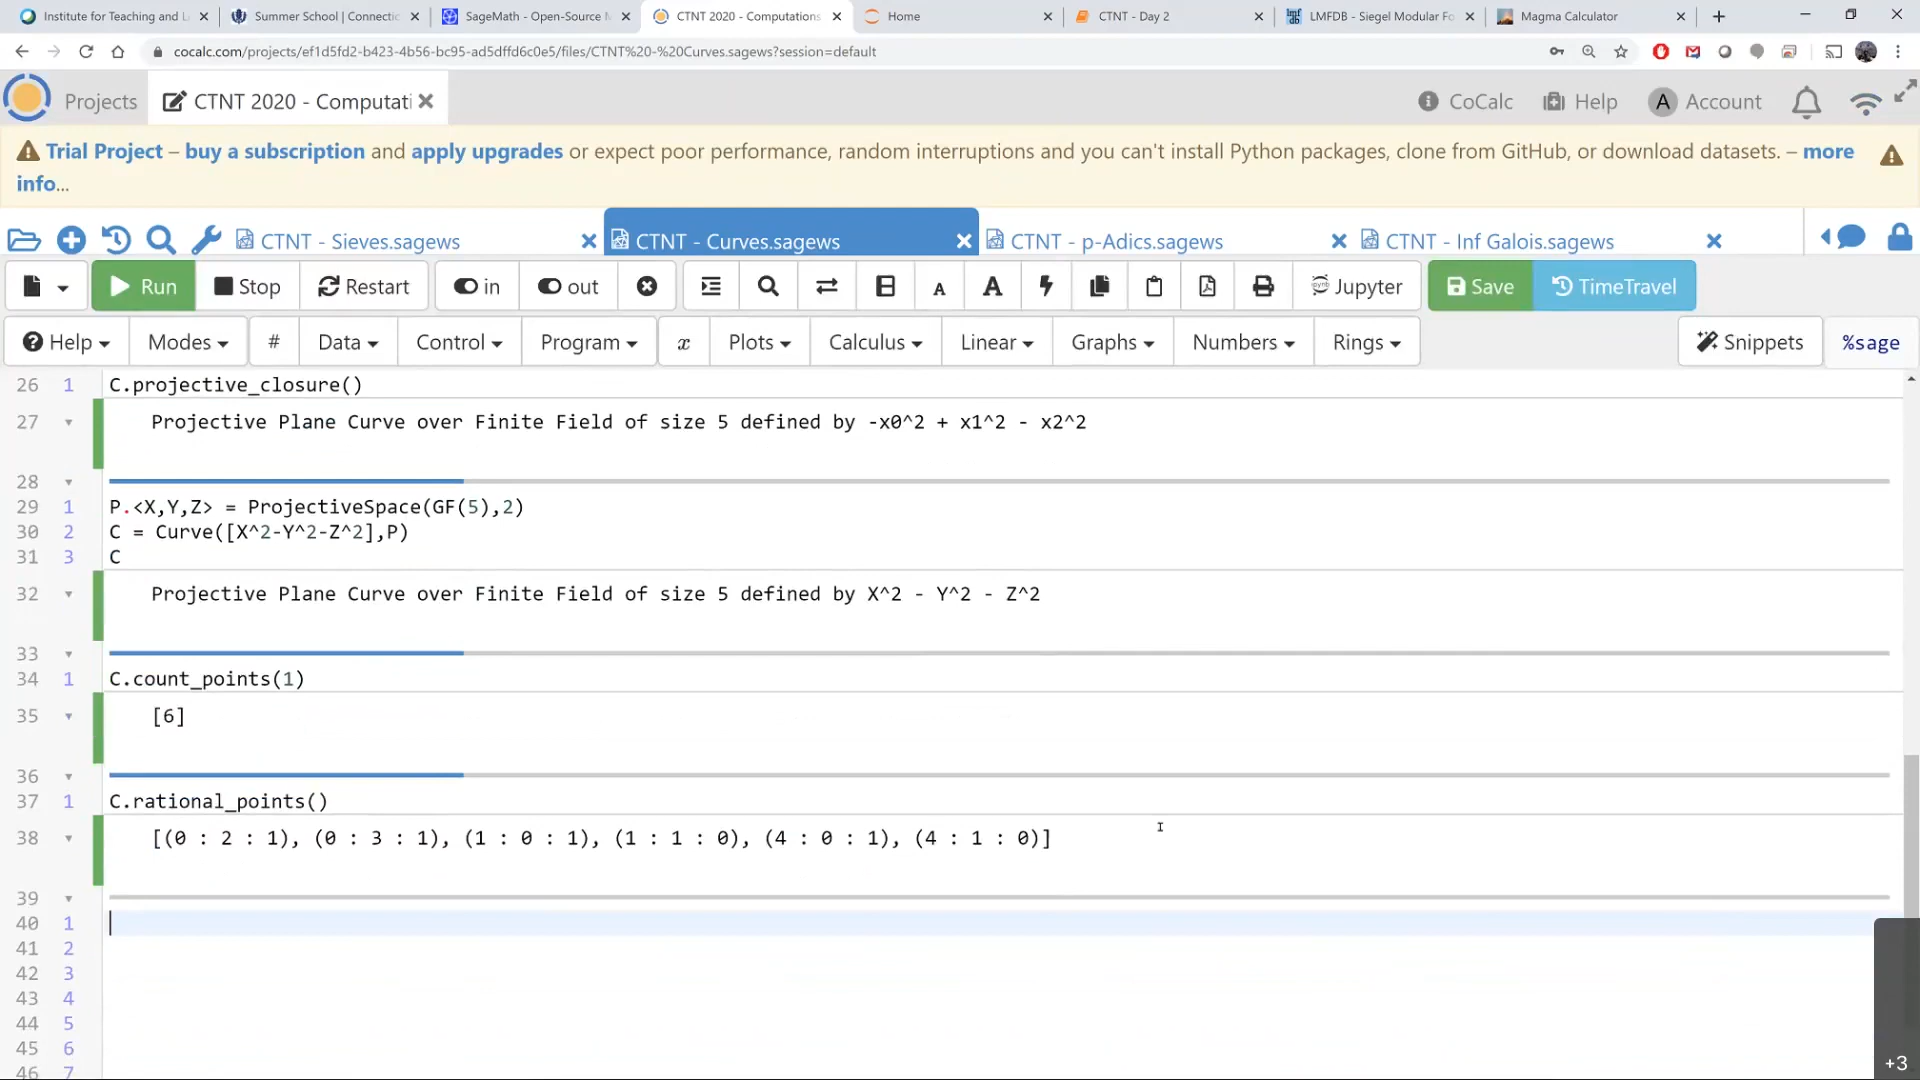 Institute for Teaching and L
Summer School | Connectic
SageMath - Open-Source M
CTNT 2020 - Computations
Home
CTNT - Day 2
LMFDB - Siegel Modular Fo
Magma Calculator
cocalc.com/projects/ef1d5fd2-b423-4b56-bc95-ad5dffd6c0e5/files/CTNT%20-%20Curves.sagews?session=default
Projects
CTNT 2020 - Computati
CoCalc
Help
A Account
Trial Project – buy a subscription and apply upgrades or expect poor performance, random interruptions and you can't install Python packages, clone from GitHub, or download datasets. – more
info...
CTNT - Sieves.sagews
CTNT - Curves.sagews
CTNT - p-Adics.sagews
CTNT - Inf Galois.sagews
Run
Stop
Restart
in
out
A
A
Jupyter
Save
TimeTravel
Help
Modes
#
Data
Control
Program
x
Plots
Calculus
Linear
Graphs
Numbers
Rings
Snippets
%sage
26 1 C.projective_closure()
27 Projective Plane Curve over Finite Field of size 5 defined by -x0^2 + x1^2 - x2^2
28
29 1 P.<X,Y,Z> = ProjectiveSpace(GF(5),2)
30 2 C = Curve([X^2-Y^2-Z^2],P)
31 3 C
32 Projective Plane Curve over Finite Field of size 5 defined by X^2 - Y^2 - Z^2
33
34 1 C.count_points(1)
35 [6]
36
37 1 C.rational_points()
38 [(0 : 2 : 1), (0 : 3 : 1), (1 : 0 : 1), (1 : 1 : 0), (4 : 0 : 1), (4 : 1 : 0)]
39
40 1
41 2
42 3
43 4
44 5
45 6
46 7
+3